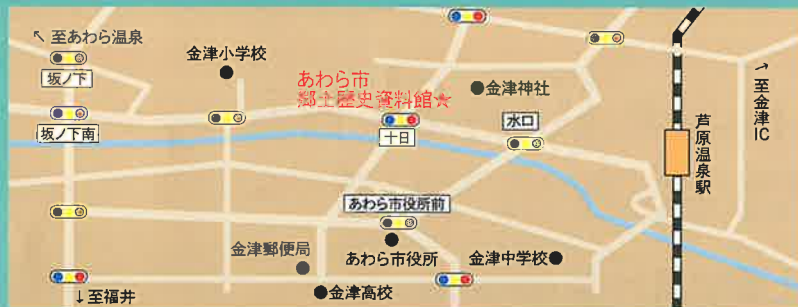 ↖ 至あわら温泉
坂ノ下
坂ノ下南
金津小学校
あわら市
郷土歴史資料館★
金津神社
十日
水口
芦原温泉駅
↗
至金津IC
あわら市役所前
金津郵便局
あわら市役所
金津中学校
金津高校
↓至福井